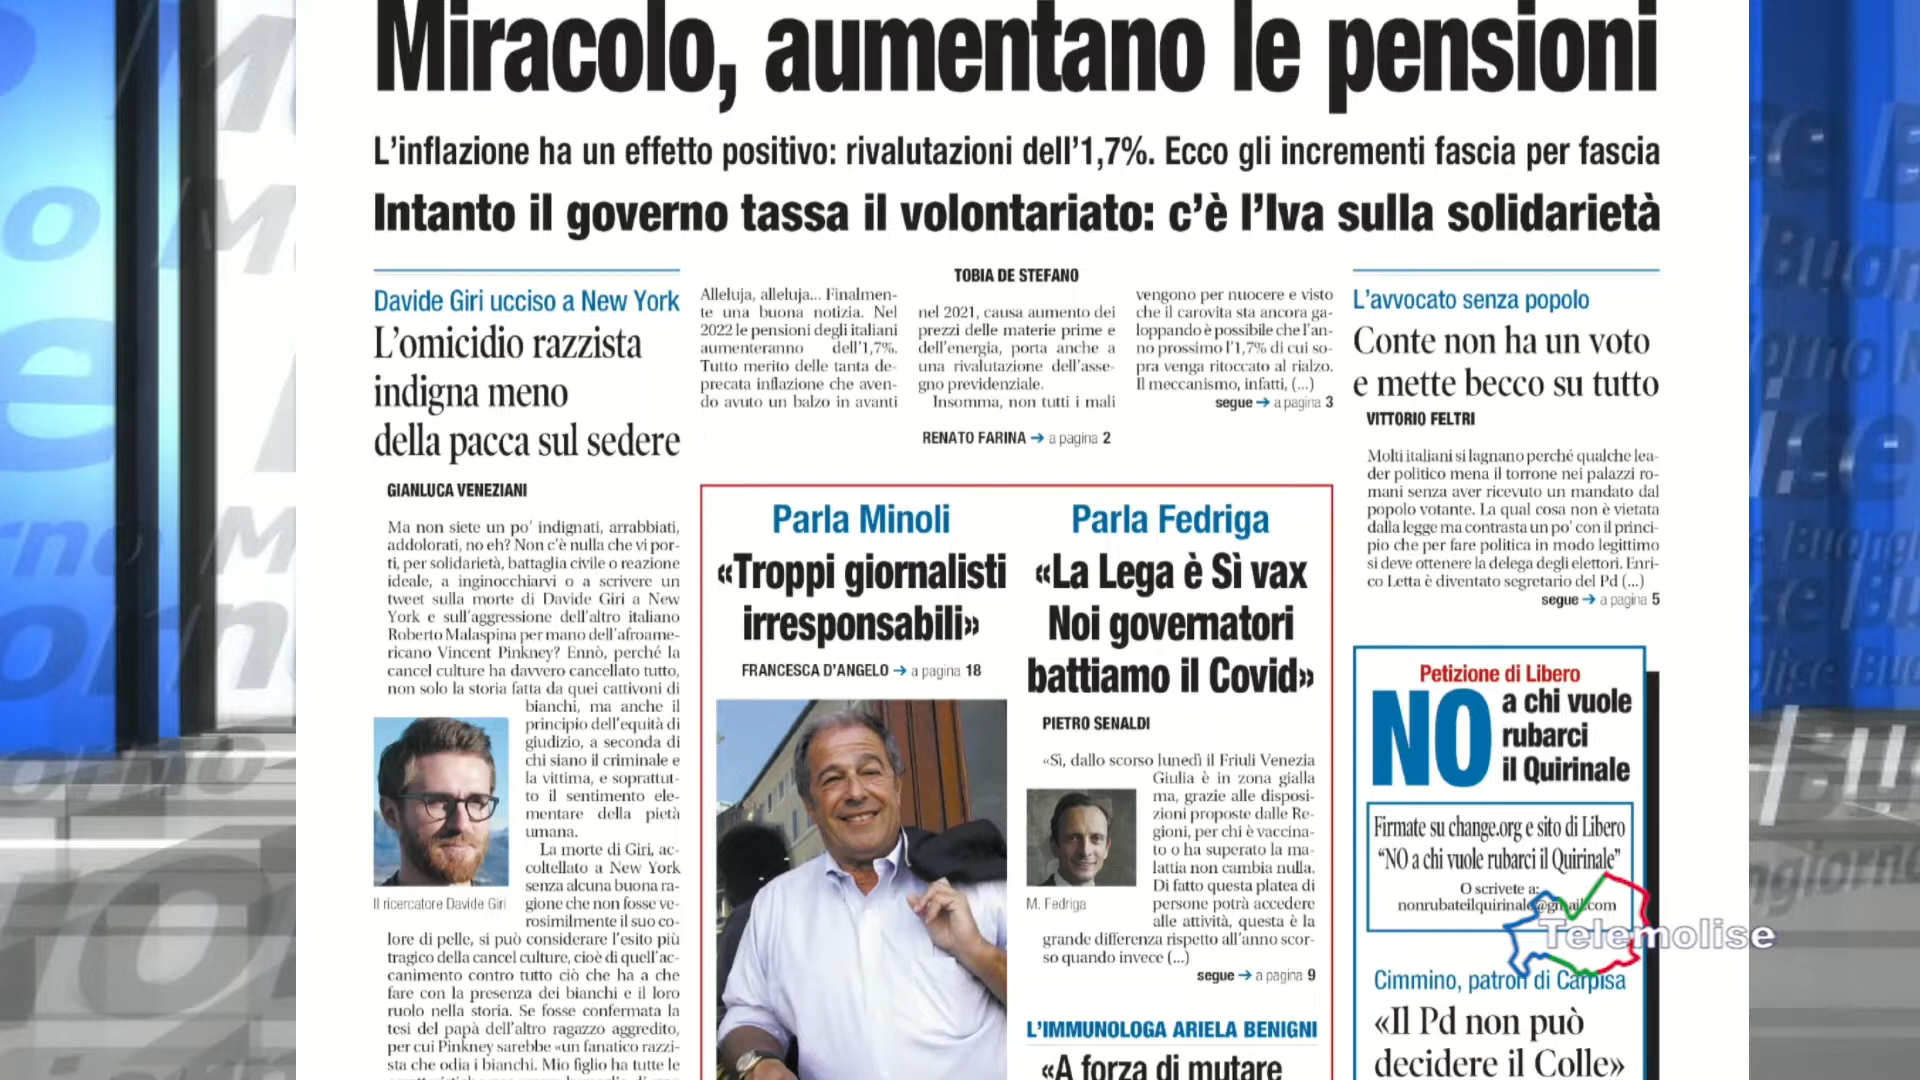 Miracolo, aumentano le pensioni
L'inflazione ha un effetto positivo: rivalutazioni dell'1,7%. Ecco gli incrementi fascia per fascia
Intanto il governo tassa il volontariato: c'è l'Iva sulla solidarietà
Davide Giri ucciso a New York
L'omicidio razzista
indigna meno
della pacca sul sedere
GIANLUCA VENEZIANI
Ma non siete un po' indignati, arrabbiati,
addolorati, no eh? Non c'è nulla che vi por-
ti, per solidarietà, battaglia civile o reazione
ideale, a inginocchiarvi o a scrivere un
tweet sulla morte di Davide Giri a New
York e sull'aggressione dell'altro italiano
Roberto Malaspina per mano dell'afroame-
ricano Vincent Pinkney? Ennò, perché la
cancel culture ha davvero cancellato tutto,
non solo la storia fatta da quei cattivoni di
bianchi, ma anche il
principio dell'equità di
giudizio, a seconda di
chi siano il criminale e
la vittima, e soprattut-
to il sentimento ele-
mentare della pietà
umana.
La morte di Giri, ac-
coltellato a New York
senza alcuna buona ra-
gione che non fosse ve-
rosimilmente il suo co-
lore di pelle, si può considerare l'esito più
tragico della cancel culture, cioè di quell'ac-
canimento contro tutto ciò che ha a che
fare con la presenza dei bianchi e il loro
ruolo nella storia. Se fosse confermata la
tesi del papà dell'altro ragazzo aggredito,
per cui Pinkney sarebbe «un fanatico razzi-
sta che odia i bianchi. Mio figlio ha tutte le
Il ricercatore Davide Giri
TOBIA DE STEFANO
Alleluja, alleluja... Finalmen-
te una buona notizia. Nel
2022 le pensioni degli italiani
aumenteranno dell'1,7%.
Tutto merito delle tanta de-
precata inflazione che aven-
do avuto un balzo in avanti
nel 2021, causa aumento dei
prezzi delle materie prime e
dell'energia, porta anche a
una rivalutazione dell'asse-
gno previdenziale.
Insomma, non tutti i mali
vengono per nuocere e visto
che il carovita sta ancora ga-
loppando è possibile che l'an-
no prossimo l'1,7% di cui so-
pra venga ritoccato al rialzo.
Il meccanismo, infatti, (...)
segue → a pagina 3
RENATO FARINA → a pagina 2
Parla Minoli
«Troppi giornalisti
irresponsabili»
FRANCESCA D'ANGELO → a pagina 18
Parla Fedriga
«La Lega è Sì vax
Noi governatori
battiamo il Covid»
PIETRO SENALDI
«Sì, dallo scorso lunedì il Friuli Venezia
Giulia è in zona gialla
ma, grazie alle disposi-
zioni proposte dalle Re-
gioni, per chi è vaccina-
to o ha superato la ma-
lattia non cambia nulla.
Di fatto questa platea di
persone potrà accedere
alle attività, questa è la
grande differenza rispetto all'anno scor-
so quando invece (...)
segue → a pagina 9
M. Fedriga
L'IMMUNOLOGA ARIELA BENIGNI
«A forza di mutare
L'avvocato senza popolo
Conte non ha un voto
e mette becco su tutto
VITTORIO FELTRI
Molti italiani si lagnano perché qualche lea-
der politico mena il torrone nei palazzi ro-
mani senza aver ricevuto un mandato dal
popolo votante. La qual cosa non è vietata
dalla legge ma contrasta un po' con il princi-
pio che per fare politica in modo legittimo
si deve ottenere la delega degli elettori. Enri-
co Letta è diventato segretario del Pd (...)
segue → a pagina 5
Petizione di Libero
NO a chi vuole
rubarci
il Quirinale
Firmate su change.org e sito di Libero
“NO a chi vuole rubarci il Quirinale”
O scrivete a:
nonrubateilquirinale@gmail.com
Telemolise
Cimmino, patron di Carpisa
«Il Pd non può
decidere il Colle»